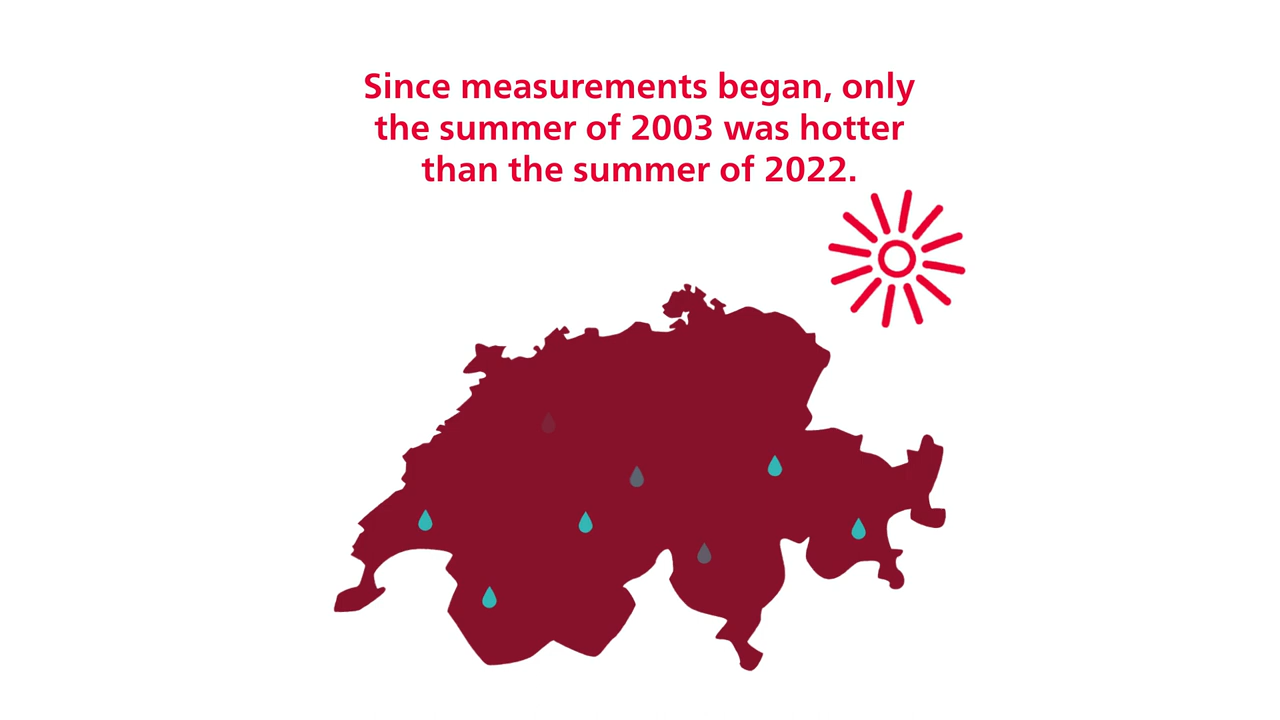 Since measurements began, only
the summer of 2003 was hotter
than the summer of 2022.